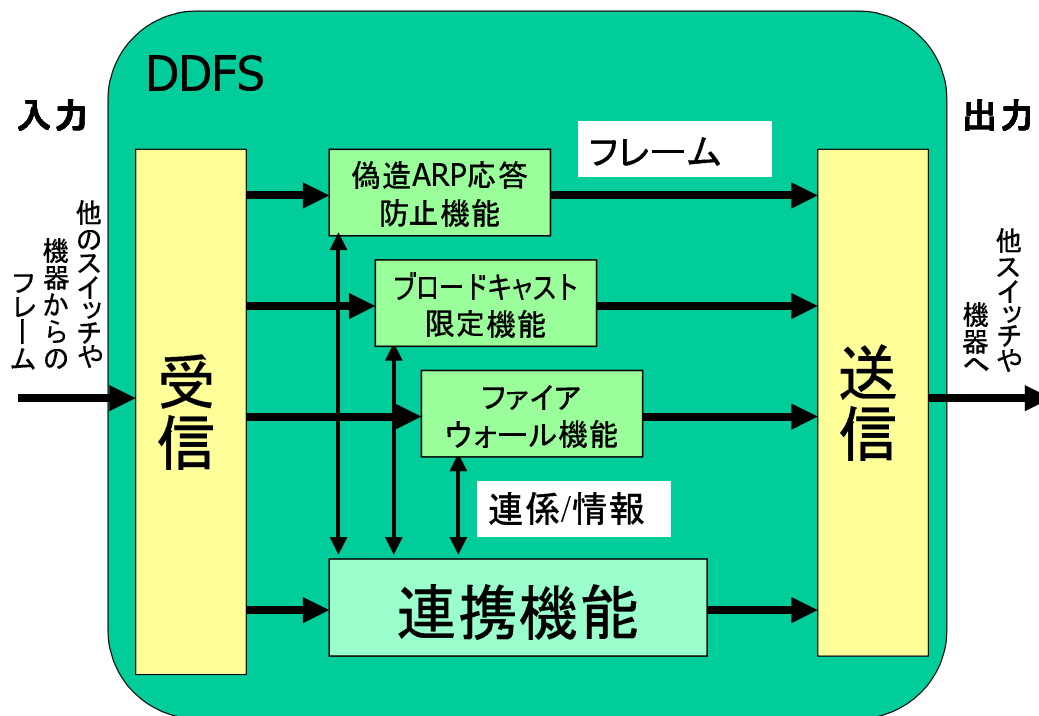 DDFS
入力
他のスイッチや
機器からの
フレーム
受信
偽造ARP応答
防止機能
フレーム
ブロードキャスト
限定機能
ファイア
ウォール機能
連係/情報
連携機能
送信
出力
他スイッチや
機器へ